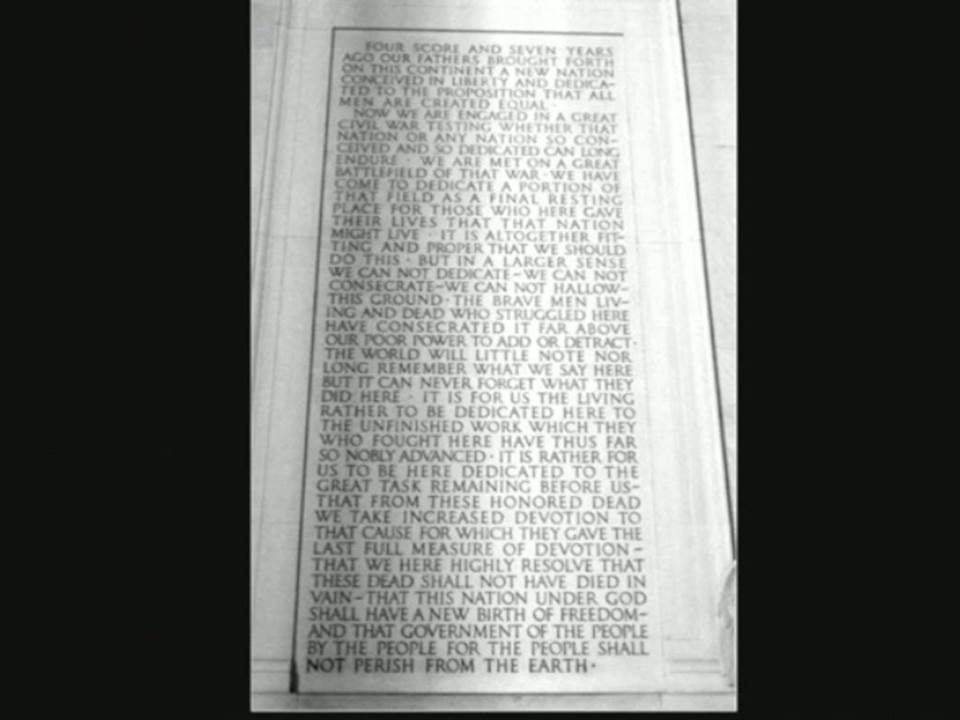 FOUR SCORE AND SEVEN YEARS
AGO OUR FATHERS BROUGHT FORTH
ON THIS CONTINENT A NEW NATION
CONCEIVED IN LIBERTY AND DEDICA-
TED TO THE PROPOSITION THAT ALL
MEN ARE CREATED EQUAL ·
NOW WE ARE ENGAGED IN A GREAT
CIVIL WAR TESTING WHETHER THAT
NATION OR ANY NATION SO CON-
CEIVED AND SO DEDICATED CAN LONG
ENDURE · WE ARE MET ON A GREAT
BATTLEFIELD OF THAT WAR · WE HAVE
COME TO DEDICATE A PORTION OF
THAT FIELD AS A FINAL RESTING
PLACE FOR THOSE WHO HERE GAVE
THEIR LIVES THAT THAT NATION
MIGHT LIVE · IT IS ALTOGETHER FIT-
TING AND PROPER THAT WE SHOULD
DO THIS · BUT IN A LARGER SENSE
WE CAN NOT DEDICATE–WE CAN NOT
CONSECRATE–WE CAN NOT HALLOW–
THIS GROUND · THE BRAVE MEN LIV-
ING AND DEAD WHO STRUGGLED HERE
HAVE CONSECRATED IT FAR ABOVE
OUR POOR POWER TO ADD OR DETRACT ·
THE WORLD WILL LITTLE NOTE NOR
LONG REMEMBER WHAT WE SAY HERE
BUT IT CAN NEVER FORGET WHAT THEY
DID HERE · IT IS FOR US THE LIVING
RATHER TO BE DEDICATED HERE TO
THE UNFINISHED WORK WHICH THEY
WHO FOUGHT HERE HAVE THUS FAR
SO NOBLY ADVANCED · IT IS RATHER FOR
US TO BE HERE DEDICATED TO THE
GREAT TASK REMAINING BEFORE US–
THAT FROM THESE HONORED DEAD
WE TAKE INCREASED DEVOTION TO
THAT CAUSE FOR WHICH THEY GAVE THE
LAST FULL MEASURE OF DEVOTION –
THAT WE HERE HIGHLY RESOLVE THAT
THESE DEAD SHALL NOT HAVE DIED IN
VAIN–THAT THIS NATION UNDER GOD
SHALL HAVE A NEW BIRTH OF FREEDOM–
AND THAT GOVERNMENT OF THE PEOPLE
BY THE PEOPLE FOR THE PEOPLE SHALL
NOT PERISH FROM THE EARTH ·